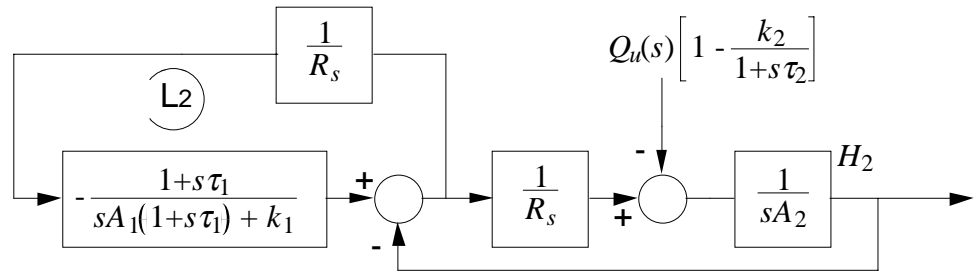 1
R_s
Q_u(s)[1 - k_2/(1+sτ_2)]
L2
- (1+sτ_1)/(sA_1(1+sτ_1) + k_1)
+
-
1
R_s
-
+
1
sA_2
H_2